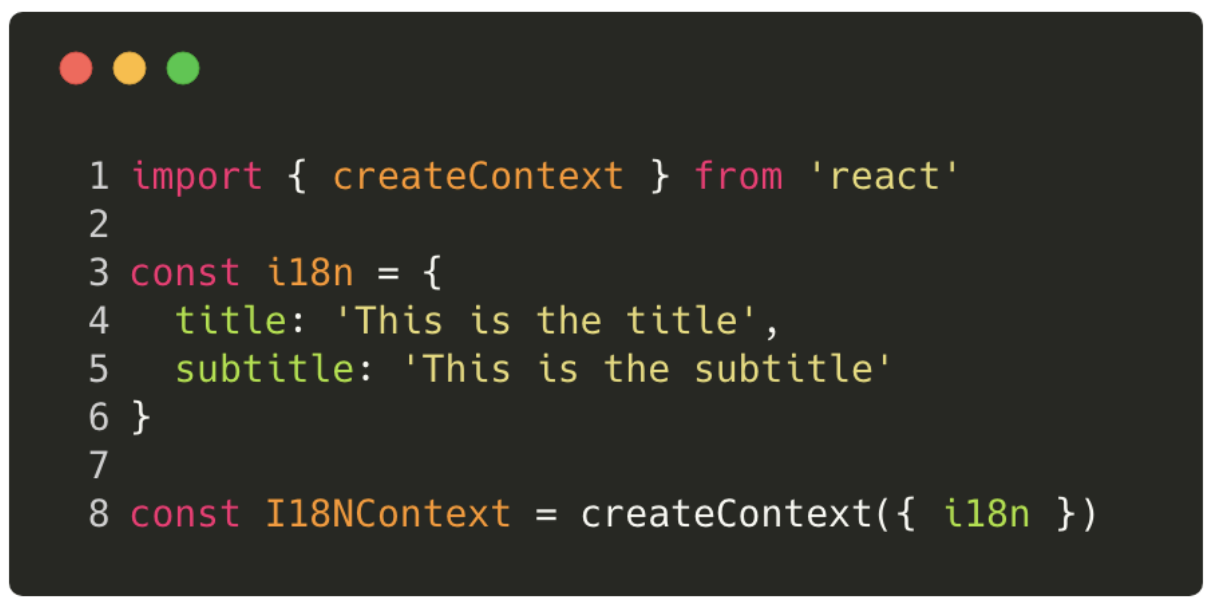 1 import { createContext } from 'react'
2
3 const i18n = {
4   title: 'This is the title',
5   subtitle: 'This is the subtitle'
6 }
7
8 const I18NContext = createContext({ i18n })